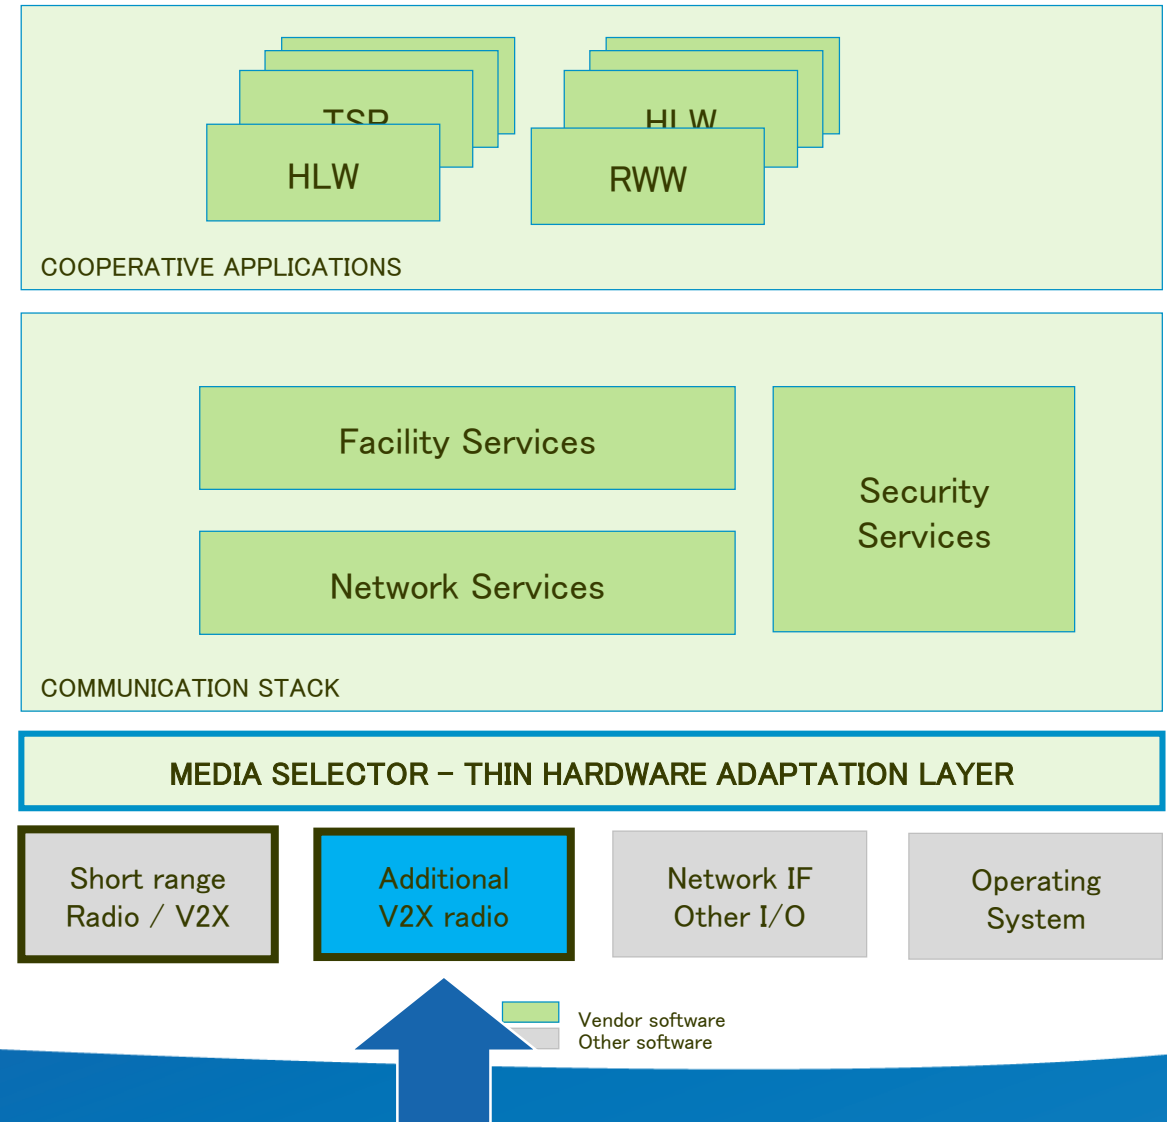 TSP
HLW
HLW
RWW
COOPERATIVE APPLICATIONS
Facility Services
Security
Services
Network Services
COMMUNICATION STACK
MEDIA SELECTOR – THIN HARDWARE ADAPTATION LAYER
Short range
Radio / V2X
Additional
V2X radio
Network IF
Other I/O
Operating
System
Vendor software
Other software